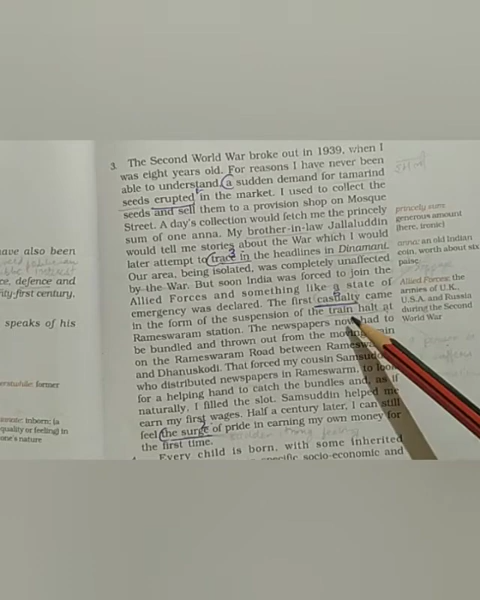 ave also been
ce, defence and
ty-first century.
speaks of his
erstwhile: former
innate: inborn; (a
quality or feeling) in
one's nature
3. The Second World War broke out in 1939, when I
was eight years old. For reasons I have never been
able to understand, a sudden demand for tamarind
seeds erupted in the market. I used to collect the
seeds and sell them to a provision shop on Mosque
Street. A day's collection would fetch me the princely
sum of one anna. My brother-in-law Jallaluddin
would tell me stories about the War which I would
later attempt to trace in the headlines in Dinamani.
Our area, being isolated, was completely unaffected
by the War. But soon India was forced to join the
Allied Forces and something like a state of
emergency was declared. The first casualty came
in the form of the suspension of the train halt at
Rameswaram station. The newspapers now had to
be bundled and thrown out from the moving train
on the Rameswaram Road between Rameswaram
and Dhanuskodi. That forced my cousin Samsuddin,
who distributed newspapers in Rameswaram, to look
for a helping hand to catch the bundles and, as if
naturally, I filled the slot. Samsuddin helped me
earn my first wages. Half a century later, I can still
feel the surge of pride in earning my own money for
the first time.
Every child is born, with some inherited
specific socio-economic and
princely sum:
generous amount
(here, ironic)
anna: an old Indian
coin, worth about six
paise.
Allied Forces: the
armies of U.K.,
U.S.A. and Russia
during the Second
World War